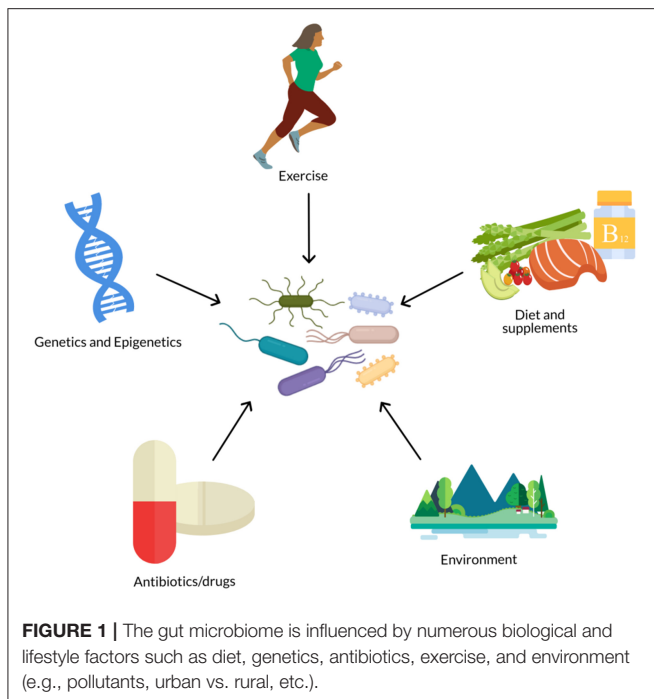 Exercise
B12
Genetics and Epigenetics
Diet and
supplements
Antibiotics/drugs
Environment
FIGURE 1 | The gut microbiome is influenced by numerous biological and
lifestyle factors such as diet, genetics, antibiotics, exercise, and environment
(e.g., pollutants, urban vs. rural, etc.).